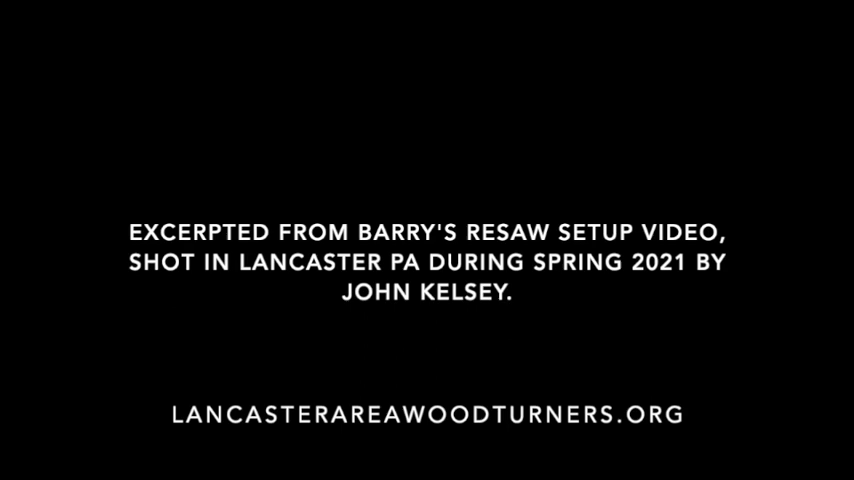 EXCERPTED FROM BARRY'S RESAW SETUP VIDEO,
SHOT IN LANCASTER PA DURING SPRING 2021 BY
JOHN KELSEY.
LANCASTERAREAWOODTURNERS.ORG